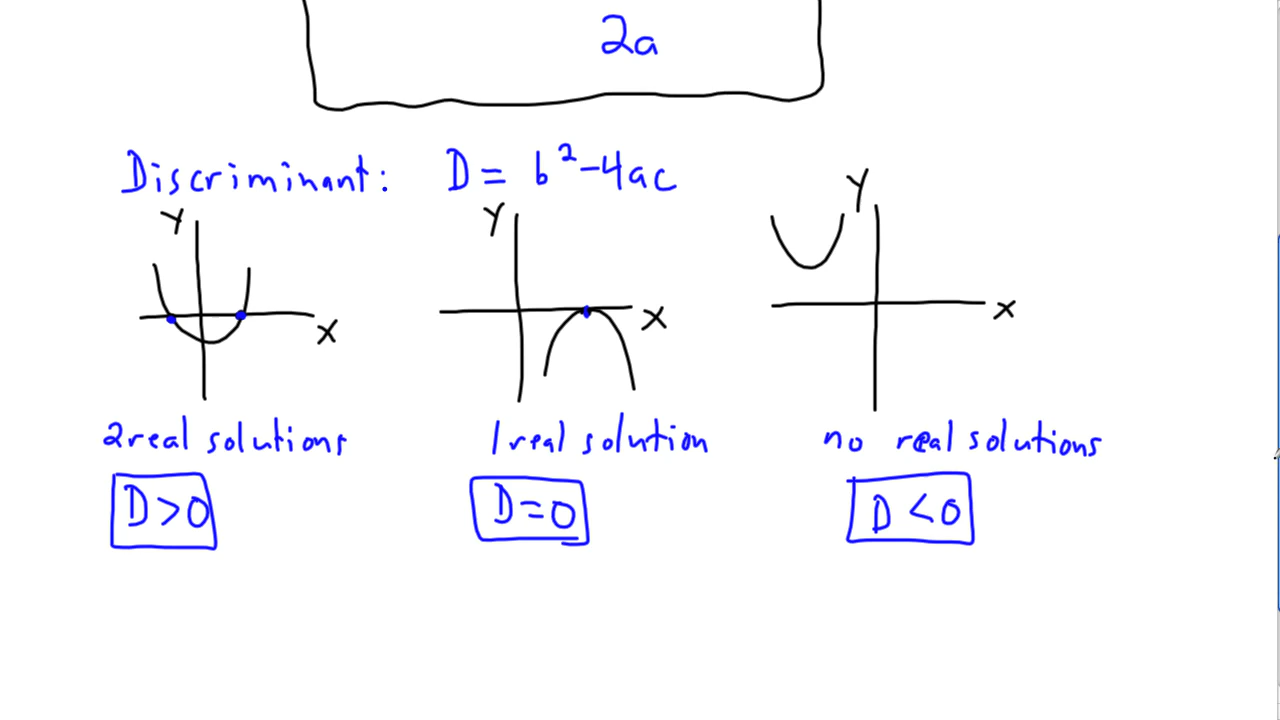 2a
Discriminant: D = b²-4ac
Y Y Y
X X X
2real solutions 1real solution no real solutions
D>0 D=0 D<0